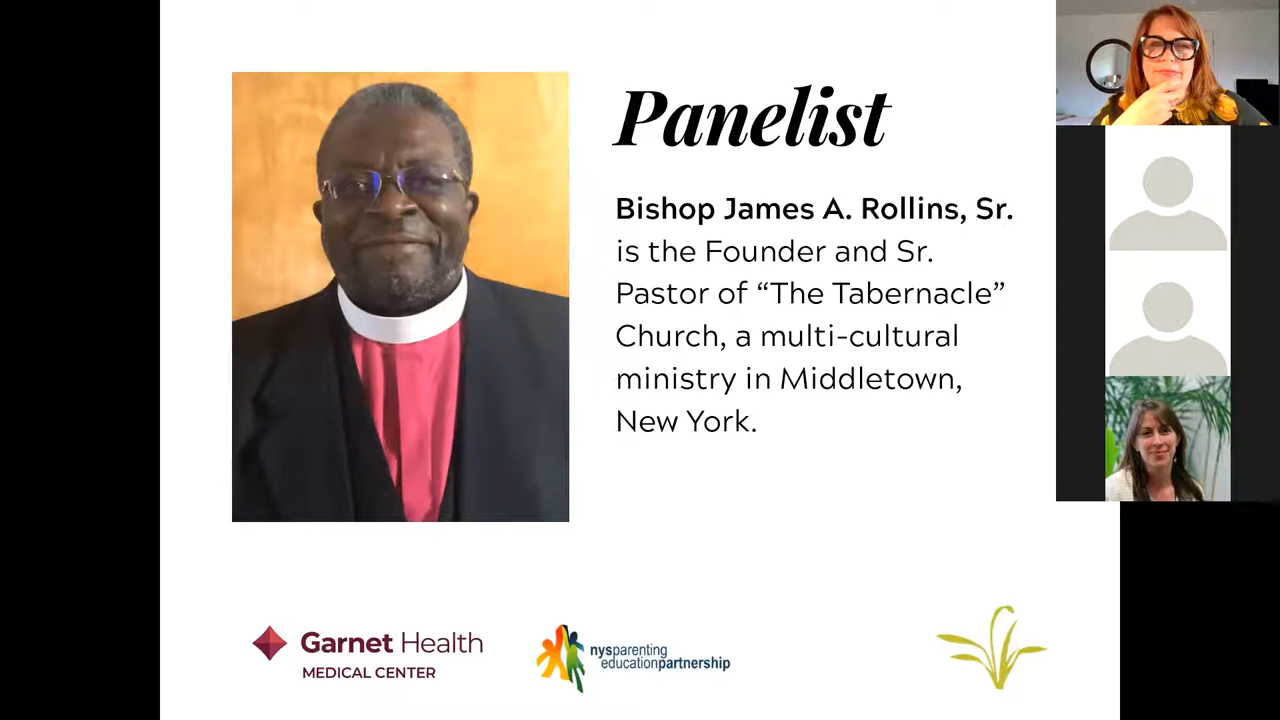 Panelist
Bishop James A. Rollins, Sr.
is the Founder and Sr.
Pastor of “The Tabernacle”
Church, a multi-cultural
ministry in Middletown,
New York.
Garnet Health
MEDICAL CENTER
nysparenting
educationpartnership